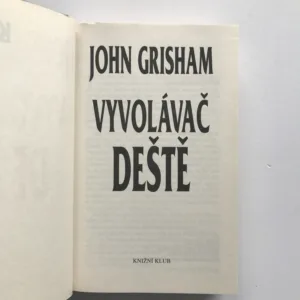 JOHN GRISHAM
VYVOLÁVAČ
DEŠTĚ
KNIŽNÍ KLUB